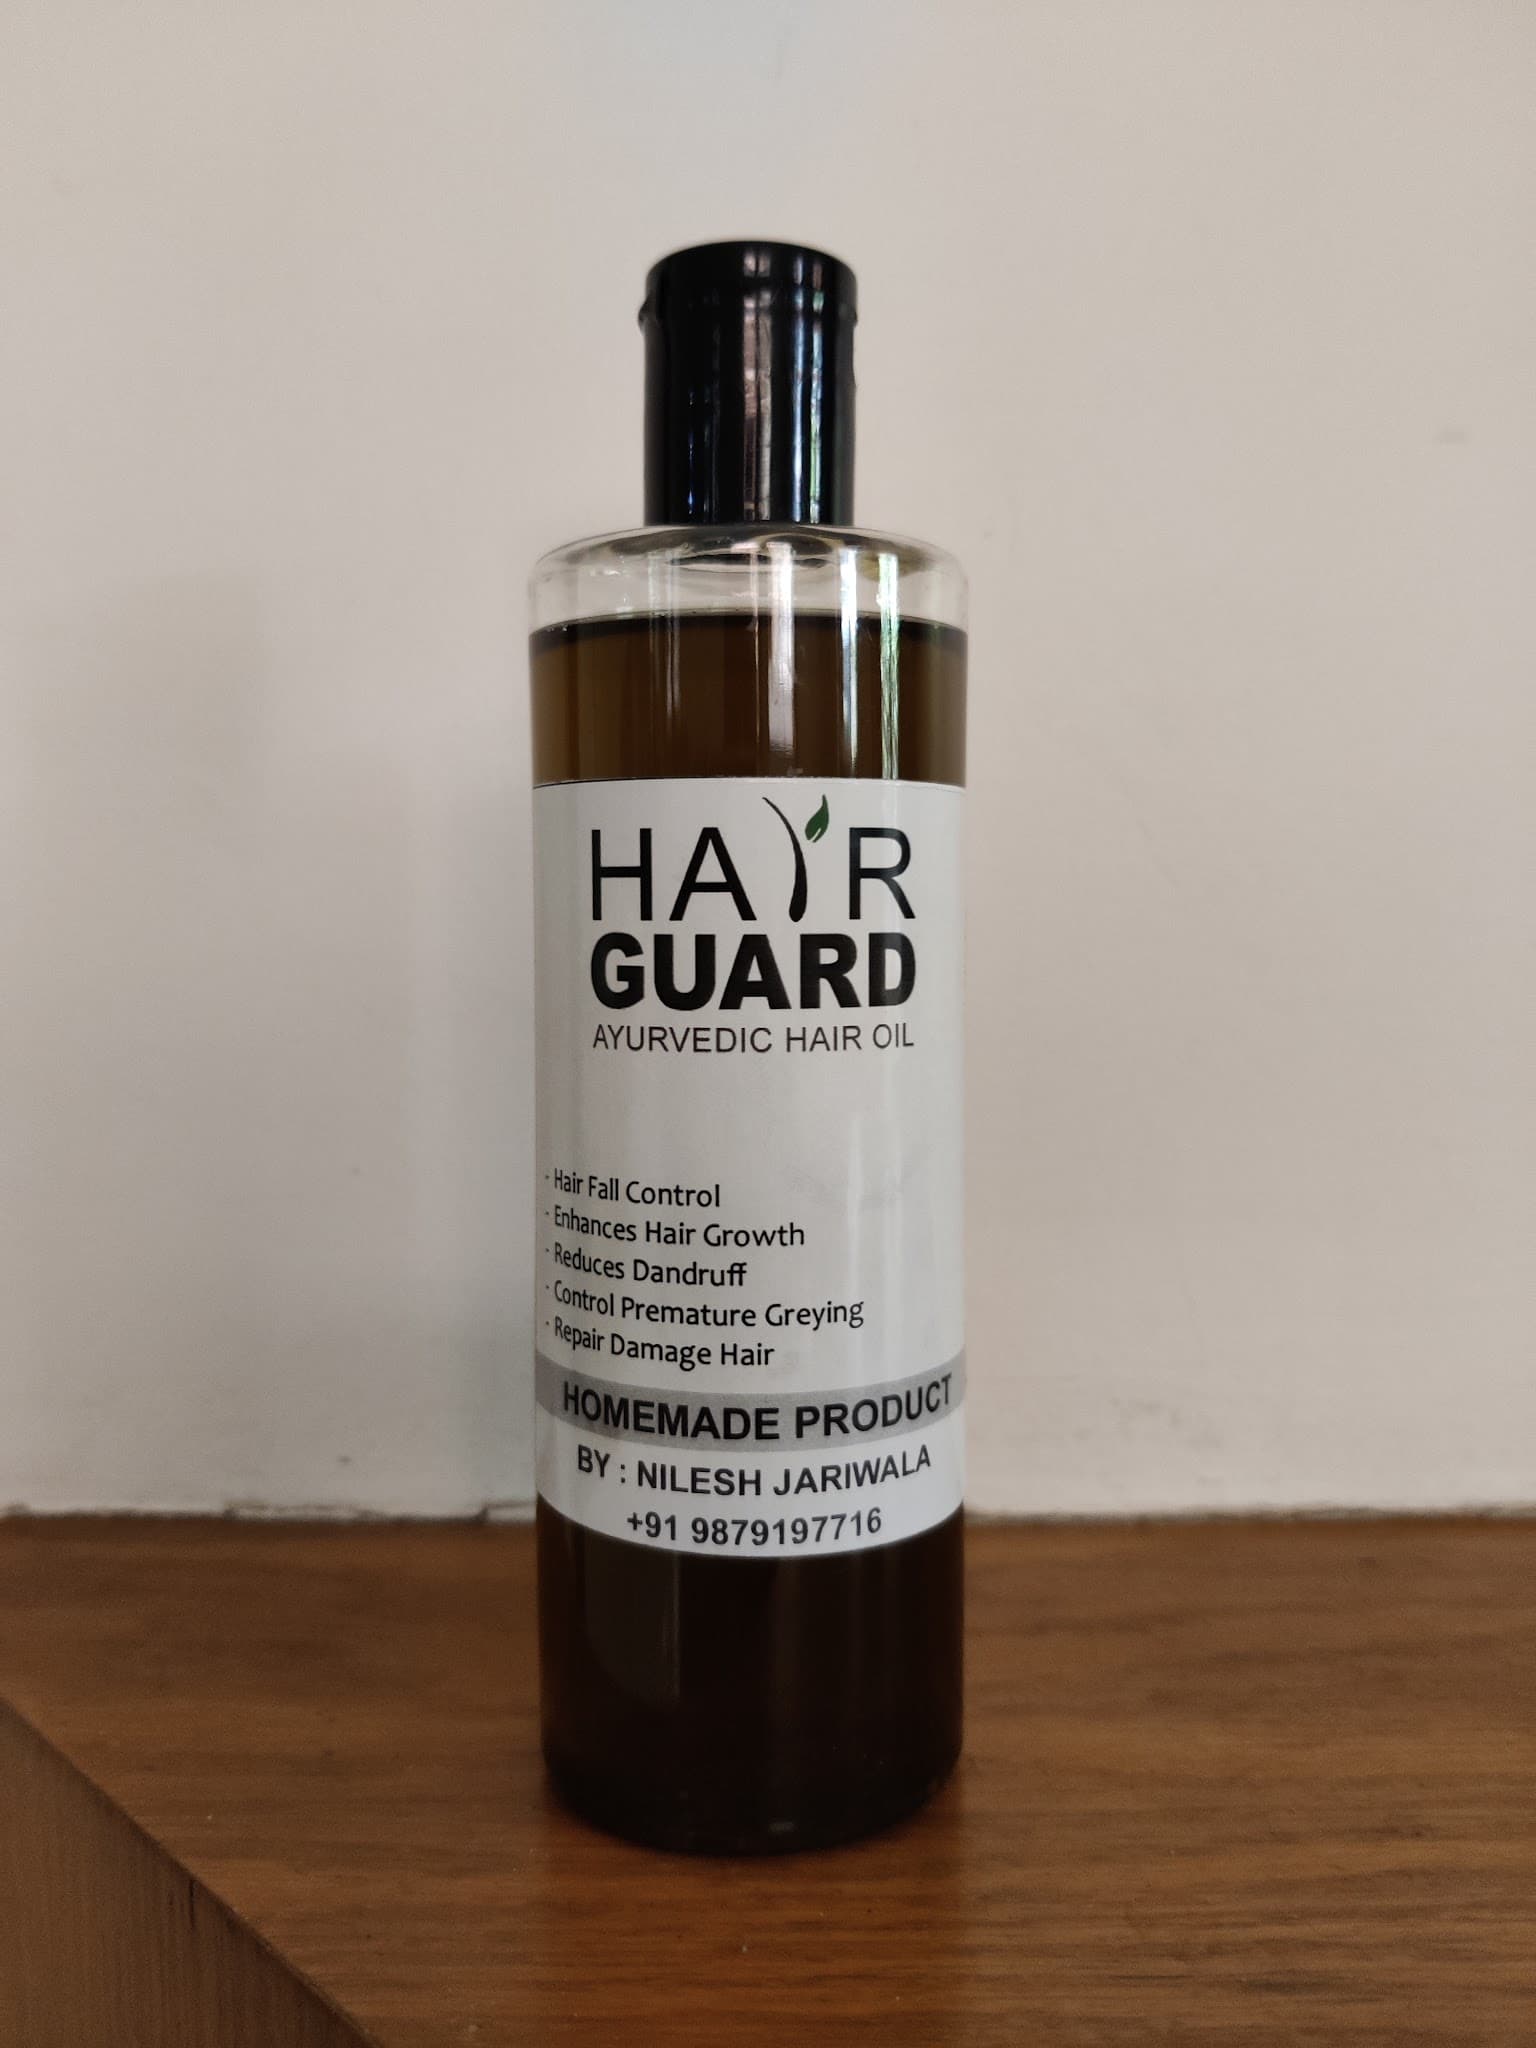 HAIR
GUARD
AYURVEDIC HAIR OIL
- Hair Fall Control
- Enhances Hair Growth
- Reduces Dandruff
- Control Premature Greying
- Repair Damage Hair
HOMEMADE PRODUCT
BY : NILESH JARIWALA
+91 9879197716